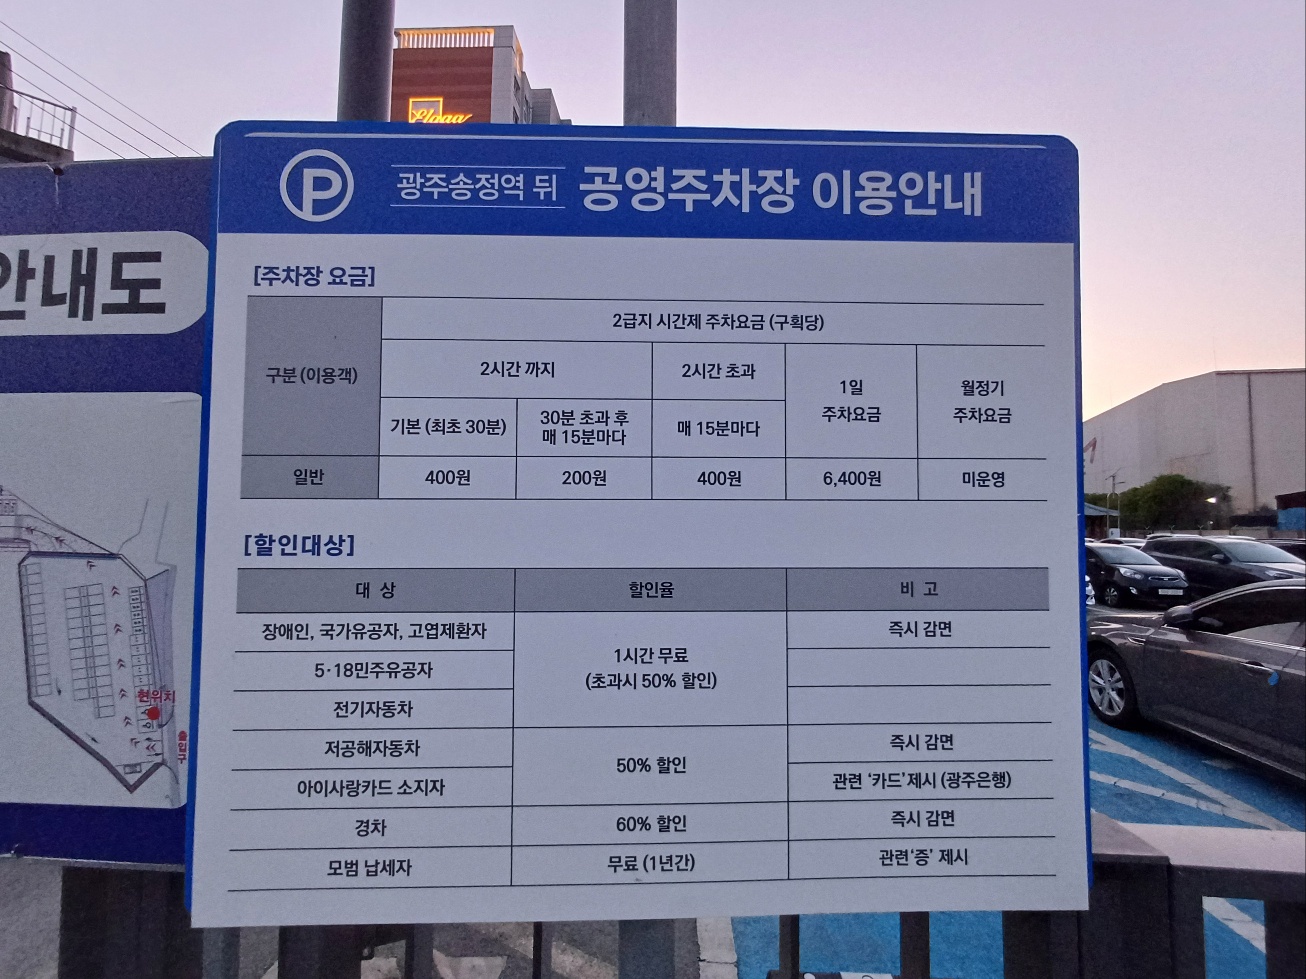 Elaga
P 광주송정역 뒤 공영주차장 이용안내
안내도
[주차장 요금]
구분 (이용객)
2급지 시간제 주차요금 (구획당)
2시간 까지
2시간 초과
1일
주차요금
월정기
주차요금
기본 (최초 30분)
30분 초과 후
매 15분마다
매 15분마다
일반 400원 200원 400원 6,400원 미운영
[할인대상]
대 상 할인율 비 고
장애인, 국가유공자, 고엽제환자
1시간 무료
(초과시 50% 할인)
즉시 감면
5·18민주유공자
전기자동차
저공해자동차
50% 할인
즉시 감면
아이사랑카드 소지자
관련 ‘카드’제시 (광주은행)
경차 60% 할인 즉시 감면
모범 납세자 무료 (1년간) 관련‘증’ 제시
현위치
출입구